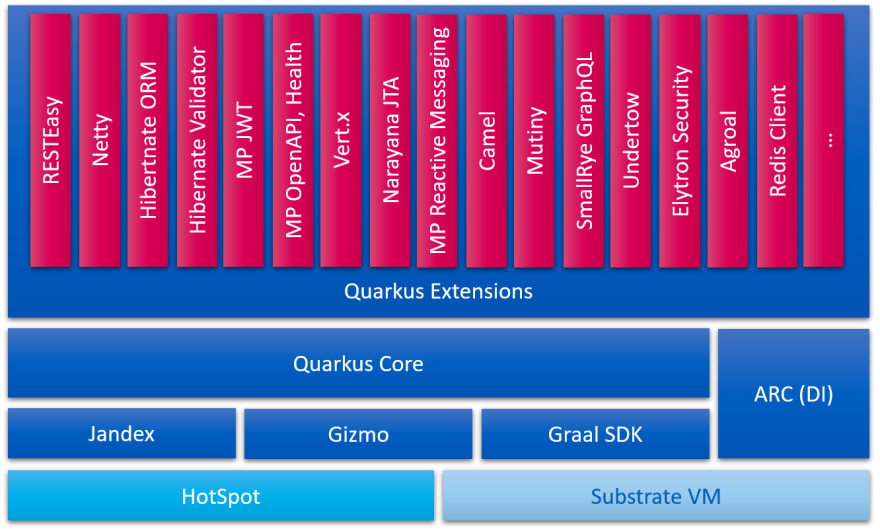 RESTEasy
Netty
Hibertnate ORM
Hibernate Validator
MP JWT
MP OpenAPI, Health
Vert.x
Narayana JTA
MP Reactive Messaging
Camel
Mutiny
SmallRye GraphQL
Undertow
Elytron Security
Agroal
Redis Client
...
Quarkus Extensions
Quarkus Core
ARC (DI)
Jandex
Gizmo
Graal SDK
HotSpot
Substrate VM